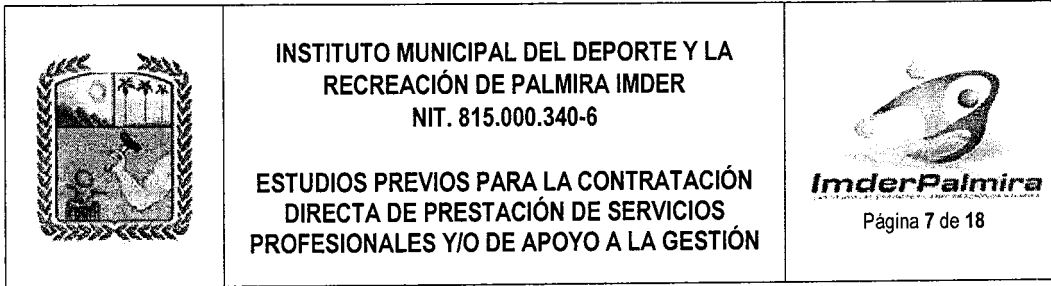 INSTITUTO MUNICIPAL DEL DEPORTE Y LA
RECREACIÓN DE PALMIRA IMDER
NIT. 815.000.340-6
ESTUDIOS PREVIOS PARA LA CONTRATACIÓN
DIRECTA DE PRESTACIÓN DE SERVICIOS
PROFESIONALES Y/O DE APOYO A LA GESTIÓN
ImderPalmira
Página 7 de 18